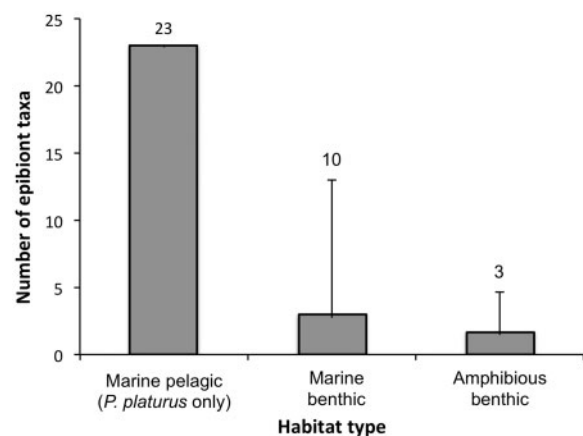 Number of epibiont taxa
25
20
15
10
5
0
23
10
3
Marine pelagic
(P. platurus only)
Marine
benthic
Amphibious
benthic
Habitat type